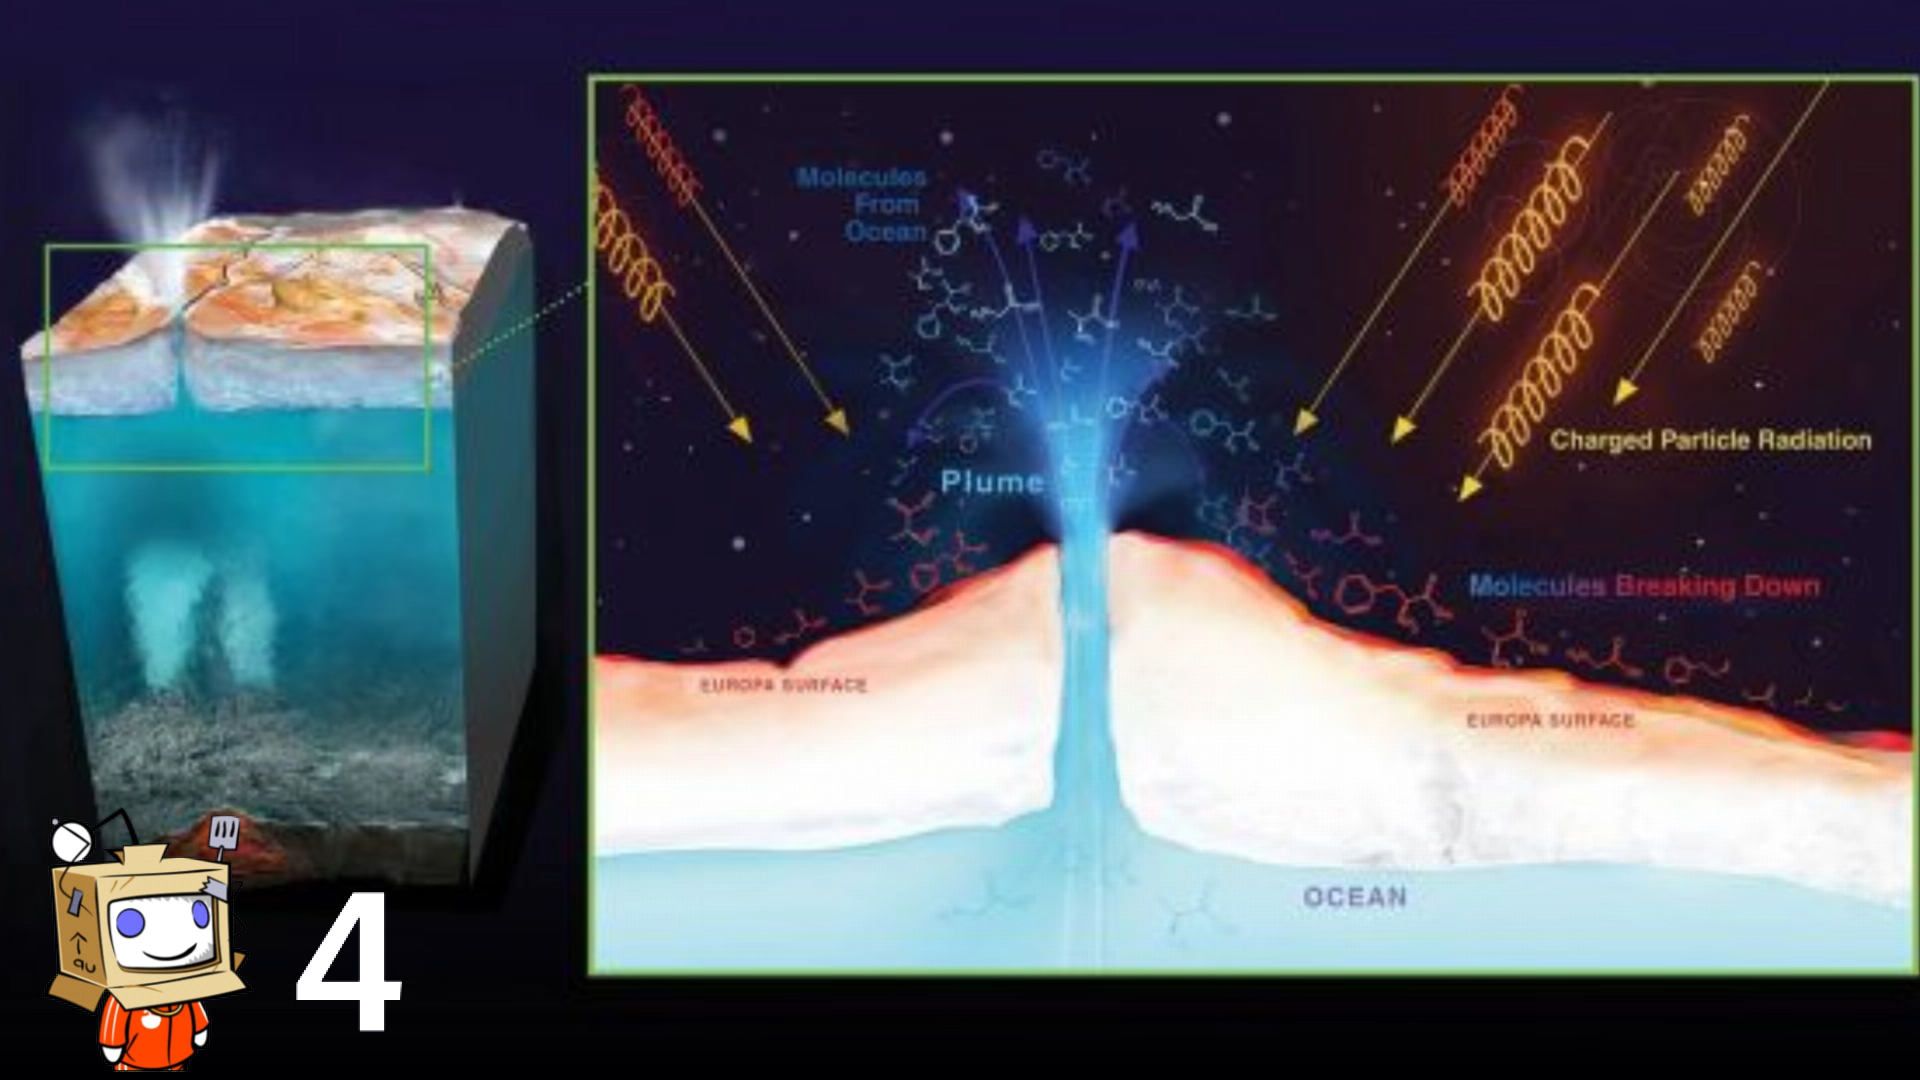 Molecules
From
Ocean
Plume
Charged Particle Radiation
Molecules Breaking Down
EUROPA SURFACE
EUROPA SURFACE
OCEAN
4